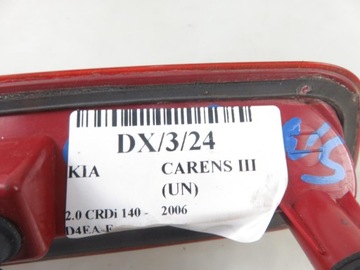 DX/3/24
KIA CARENS III
(UN)
2.0 CRDi 140 - 2006
D4EA-F